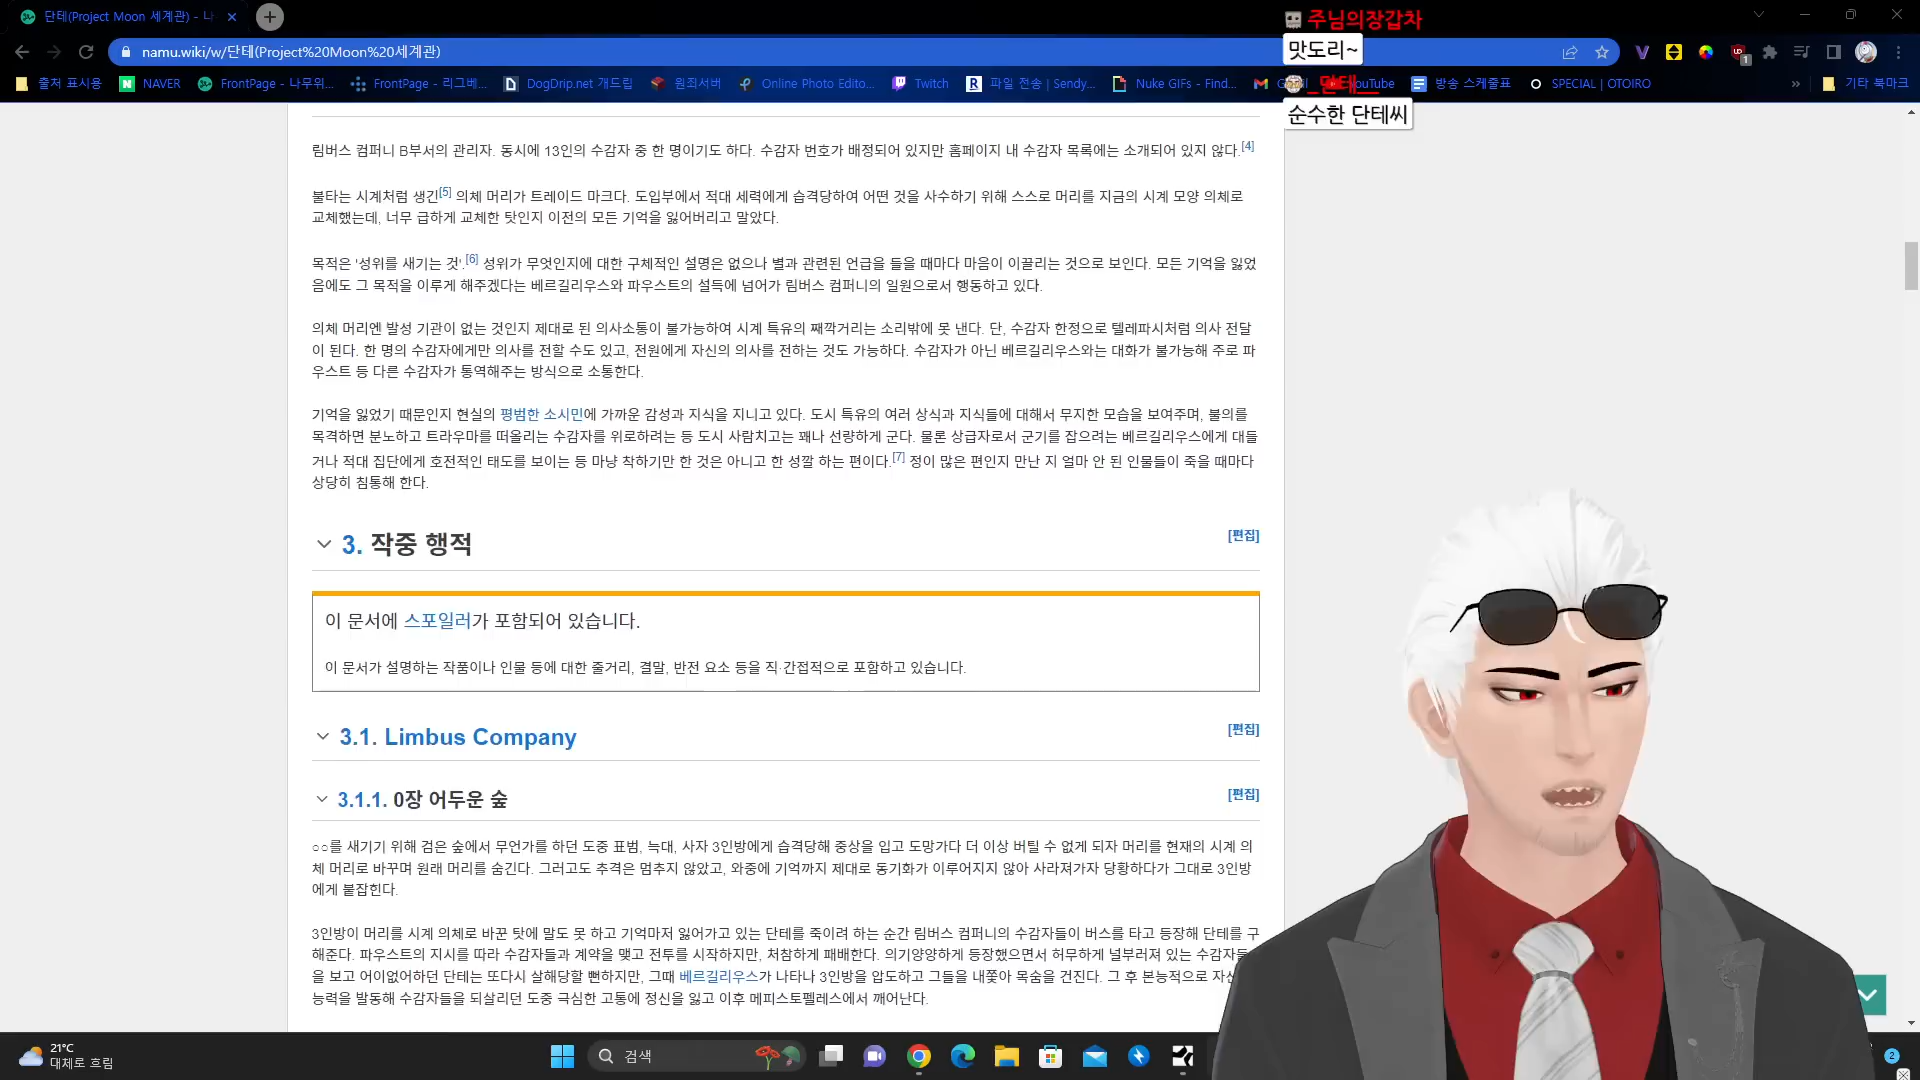 단테(Project Moon 세계관) - 나
주님의장갑차
맛도리~
namu.wiki/w/단테(Project%20Moon%20세계관)
출처 표시용
NAVER
FrontPage - 나무위...
FrontPage - 리그베...
DogDrip.net 개드립
원죄서버
Online Photo Edito...
Twitch
파일 전송 | Sendy...
Nuke GIFs - Find...
_단테__
YouTube
방송 스케줄표
SPECIAL | OTOIRO
»
기타 북마크
순수한 단테씨
림버스 컴퍼니 B부서의 관리자. 동시에 13인의 수감자 중 한 명이기도 하다. 수감자 번호가 배정되어 있지만 홈페이지 내 수감자 목록에는 소개되어 있지 않다.[4]
불타는 시계처럼 생긴[5] 의체 머리가 트레이드 마크다. 도입부에서 적대 세력에게 습격당하여 어떤 것을 사수하기 위해 스스로 머리를 지금의 시계 모양 의체로
교체했는데, 너무 급하게 교체한 탓인지 이전의 모든 기억을 잃어버리고 말았다.
목적은 '성위를 새기는 것'.[6] 성위가 무엇인지에 대한 구체적인 설명은 없으나 별과 관련된 언급을 들을 때마다 마음이 이끌리는 것으로 보인다. 모든 기억을 잃었
음에도 그 목적을 이루게 해주겠다는 베르길리우스와 파우스트의 설득에 넘어가 림버스 컴퍼니의 일원으로서 행동하고 있다.
의체 머리엔 발성 기관이 없는 것인지 제대로 된 의사소통이 불가능하여 시계 특유의 째깍거리는 소리밖에 못 낸다. 단, 수감자 한정으로 텔레파시처럼 의사 전달
이 된다. 한 명의 수감자에게만 의사를 전할 수도 있고, 전원에게 자신의 의사를 전하는 것도 가능하다. 수감자가 아닌 베르길리우스와는 대화가 불가능해 주로 파
우스트 등 다른 수감자가 통역해주는 방식으로 소통한다.
기억을 잃었기 때문인지 현실의 평범한 소시민에 가까운 감성과 지식을 지니고 있다. 도시 특유의 여러 상식과 지식들에 대해서 무지한 모습을 보여주며, 불의를
목격하면 분노하고 트라우마를 떠올리는 수감자를 위로하려는 등 도시 사람치고는 꽤나 선량하게 군다. 물론 상급자로서 군기를 잡으려는 베르길리우스에게 대들
거나 적대 집단에게 호전적인 태도를 보이는 등 마냥 착하기만 한 것은 아니고 한 성깔 하는 편이다.[7] 정이 많은 편인지 만난 지 얼마 안 된 인물들이 죽을 때마다
상당히 침통해 한다.
3. 작중 행적
[편집]
이 문서에 스포일러가 포함되어 있습니다.
이 문서가 설명하는 작품이나 인물 등에 대한 줄거리, 결말, 반전 요소 등을 직·간접적으로 포함하고 있습니다.
3.1. Limbus Company
[편집]
3.1.1. 0장 어두운 숲
[편집]
○○를 새기기 위해 검은 숲에서 무언가를 하던 도중 표범, 늑대, 사자 3인방에게 습격당해 중상을 입고 도망가다 더 이상 버틸 수 없게 되자 머리를 현재의 시계 의
체 머리로 바꾸며 원래 머리를 숨긴다. 그러고도 추격은 멈추지 않았고, 와중에 기억까지 제대로 동기화가 이루어지지 않아 사라져가자 당황하다가 그대로 3인방
에게 붙잡힌다.
3인방이 머리를 시계 의체로 바꾼 탓에 말도 못 하고 기억마저 잃어가고 있는 단테를 죽이려 하는 순간 림버스 컴퍼니의 수감자들이 버스를 타고 등장해 단테를 구
해준다. 파우스트의 지시를 따라 수감자들과 계약을 맺고 전투를 시작하지만, 처참하게 패배한다. 의기양양하게 등장했으면서 허무하게 널부러져 있는 수감자들
을 보고 어이없어하던 단테는 또다시 살해당할 뻔하지만, 그때 베르길리우스가 나타나 3인방을 압도하고 그들을 내쫓아 목숨을 건진다. 그 후 본능적으로 자신
능력을 발동해 수감자들을 되살리던 도중 극심한 고통에 정신을 잃고 이후 메피스토펠레스에서 깨어난다.
21°C
대체로 흐림
검색
2